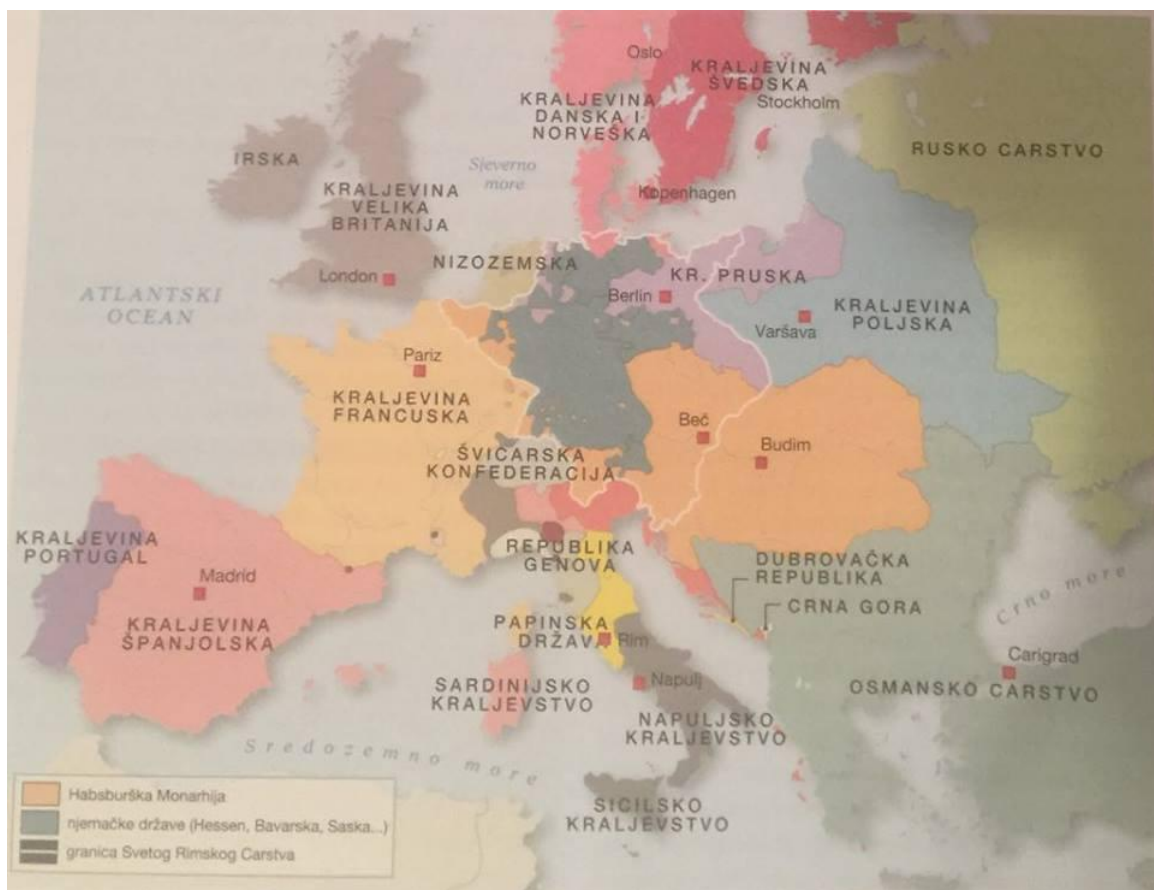 Oslo
KRALJEVINA
ŠVEDSKA
Stockholm
KRALJEVINA
DANSKA I
NORVEŠKA
RUSKO CARSTVO
IRSKA
Sjeverno
more
KRALJEVINA
VELIKA
BRITANIJA
Kopenhagen
London
NIZOZEMSKA
KR. PRUSKA
Berlin
ATLANTSKI
OCEAN
KRALJEVINA
POLJSKA
Varšava
Pariz
KRALJEVINA
FRANCUSKA
Beč
Budim
ŠVICARSKA
KONFEDERACIJA
KRALJEVINA
PORTUGAL
REPUBLIKA
GENOVA
DUBROVAČKA
REPUBLIKA
CRNA GORA
Crno more
Madrid
KRALJEVINA
ŠPANJOLSKA
PAPINSKA
DRŽAVA
Rim
Carigrad
OSMANSKO CARSTVO
SARDINIJSKO
KRALJEVSTVO
Napulj
NAPULJSKO
KRALJEVSTVO
Sredozemno more
SICILSKO
KRALJEVSTVO
Habsburška Monarhija
njemačke države (Hessen, Bavarska, Saska...)
granica Svetog Rimskog Carstva